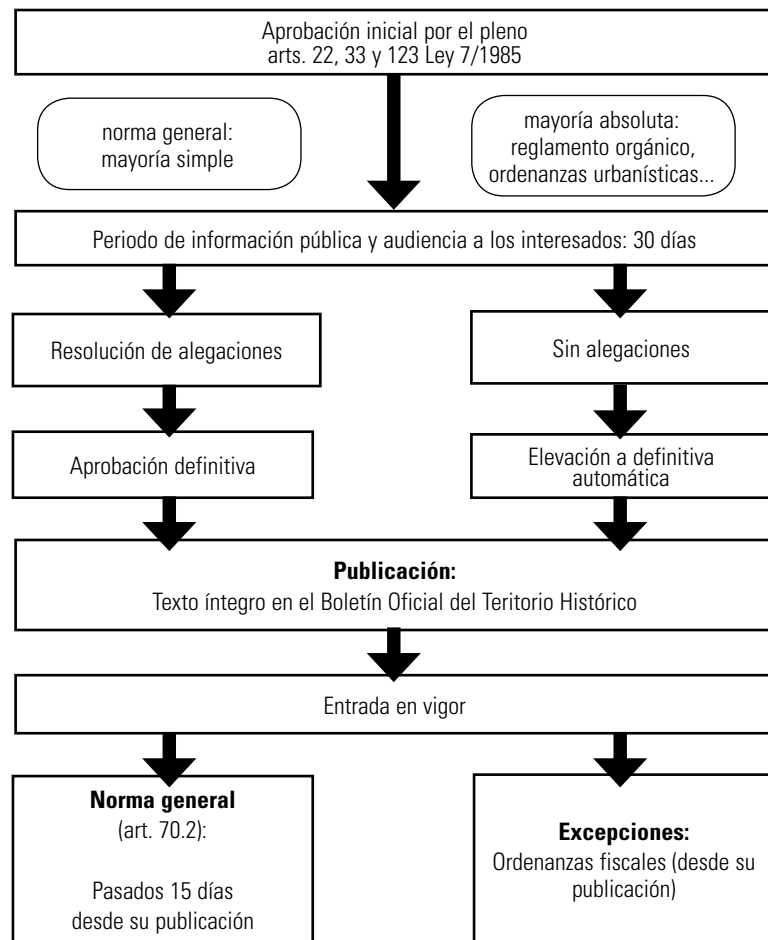 Aprobación inicial por el pleno
arts. 22, 33 y 123 Ley 7/1985
norma general:
mayoría simple
mayoría absoluta:
reglamento orgánico,
ordenanzas urbanísticas...
Periodo de información pública y audiencia a los interesados: 30 días
Resolución de alegaciones
Sin alegaciones
Aprobación definitiva
Elevación a definitiva
automática
Publicación:
Texto íntegro en el Boletín Oficial del Teritorio Histórico
Entrada en vigor
Norma general
(art. 70.2):
Pasados 15 días
desde su publicación
Excepciones:
Ordenanzas fiscales (desde su
publicación)